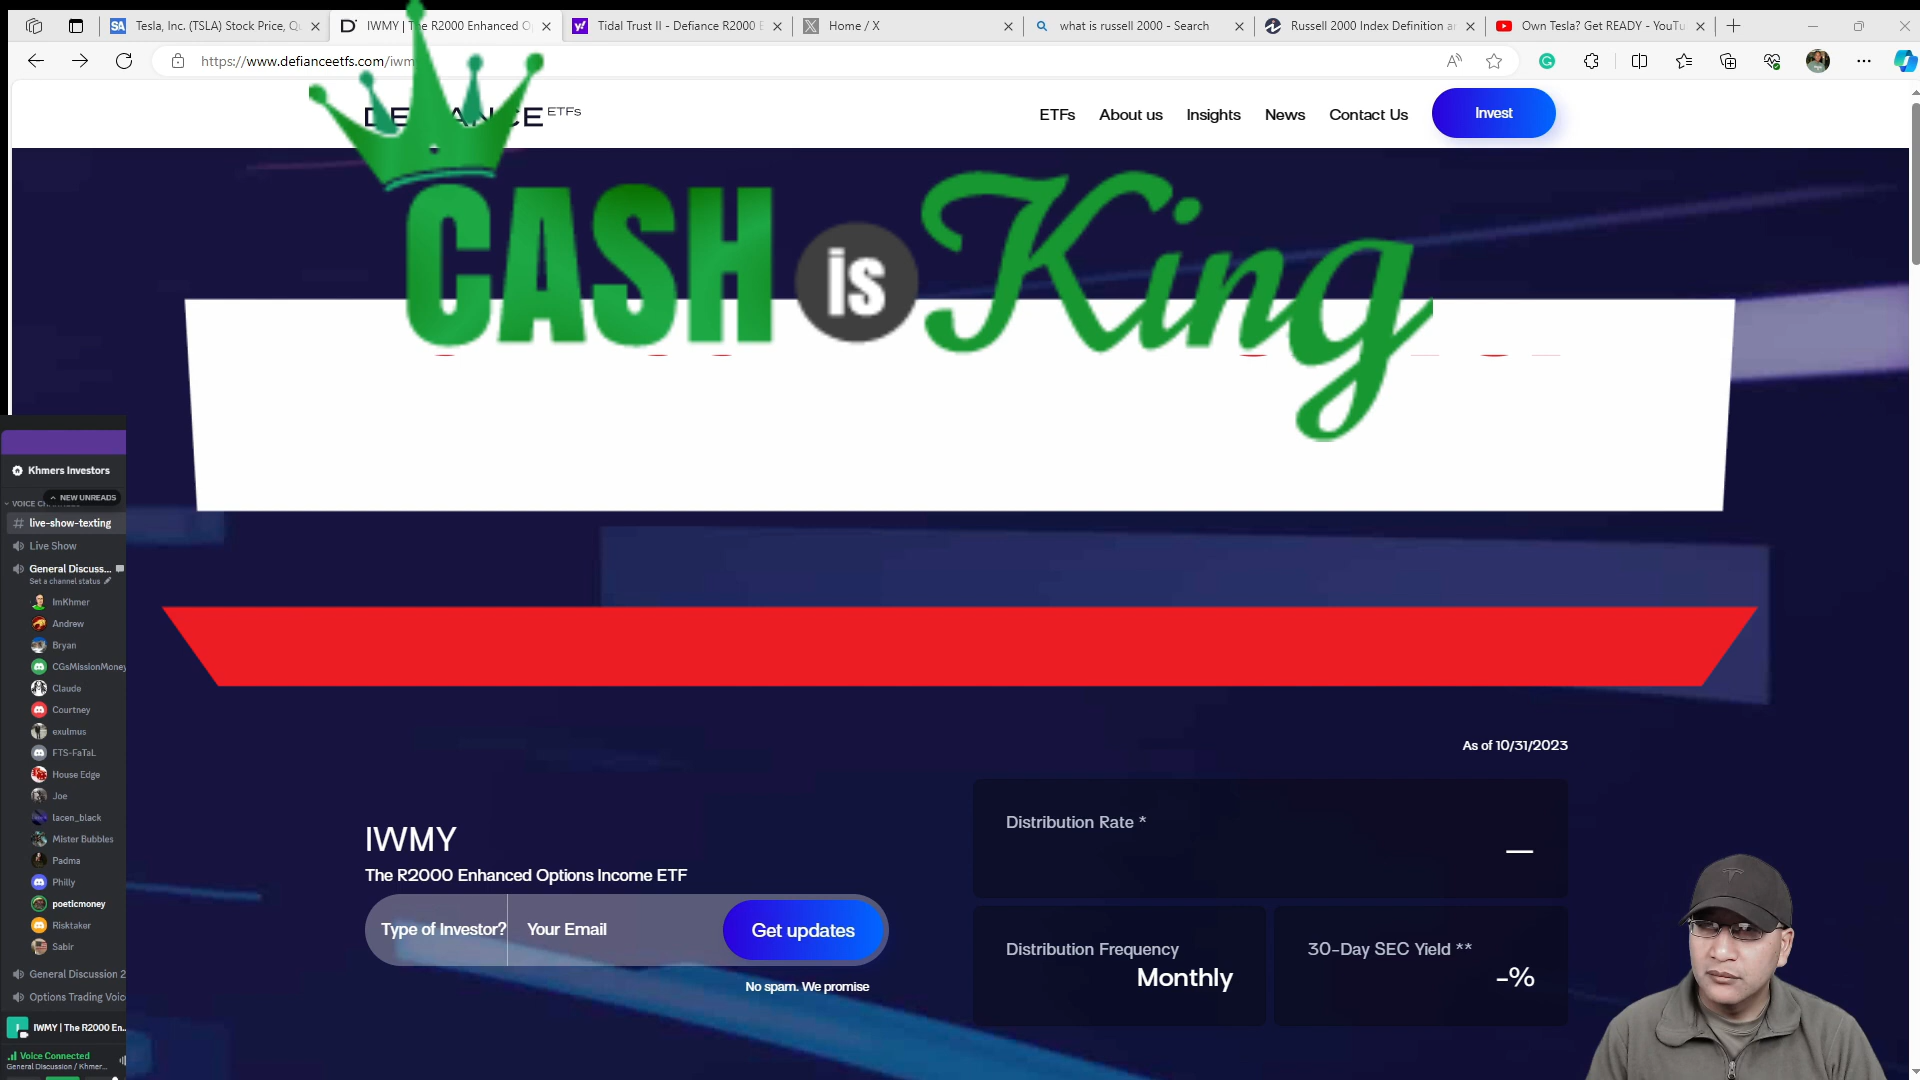 Tesla, Inc. (TSLA) Stock Price, Qu
IWMY | The R2000 Enhanced O
Tidal Trust II - Defiance R2000 E
Home / X
what is russell 2000 - Search
Russell 2000 Index Definition a
Own Tesla? Get READY - YouTu
https://www.defianceetfs.com/iwm
ETFs
ETFs
About us
Insights
News
Contact Us
Invest
CASH is King
Khmers Investors
NEW UNREADS
live-show-texting
Live Show
General Discuss...
Set a channel status
ImKhmer
Andrew
Bryan
CGsMissionMoney
Claude
Courtney
exulmus
FTS-FaTaL
House Edge
Joe
lacen_black
Mister Bubbles
Padma
Philly
poeticmoney
Risktaker
Sabir
General Discussion 2
Options Trading Voic
IWMY | The R2000 En...
Voice Connected
General Discussion / Khmer...
As of 10/31/2023
IWMY
The R2000 Enhanced Options Income ETF
Type of Investor?
Your Email
Get updates
No spam. We promise
Distribution Rate *
—
Distribution Frequency
Monthly
30-Day SEC Yield **
-%